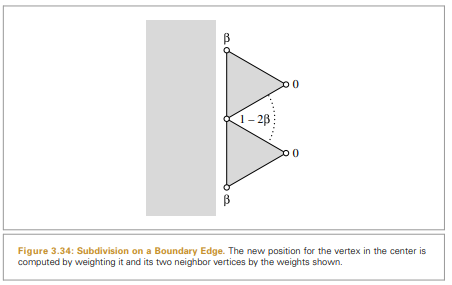 β
0
1 – 2β
0
β
Figure 3.34: Subdivision on a Boundary Edge. The new position for the vertex in the center is
computed by weighting it and its two neighbor vertices by the weights shown.